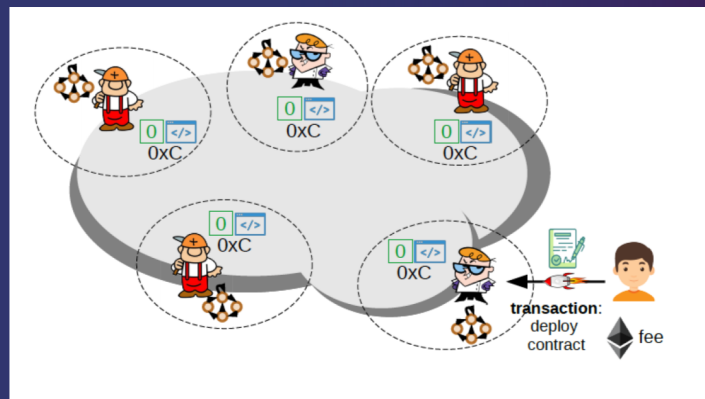 0 </>
0xC
0 </>
0xC
0 </>
0xC
0 </>
0xC
0 </>
0xC
transaction:
deploy
contract
fee